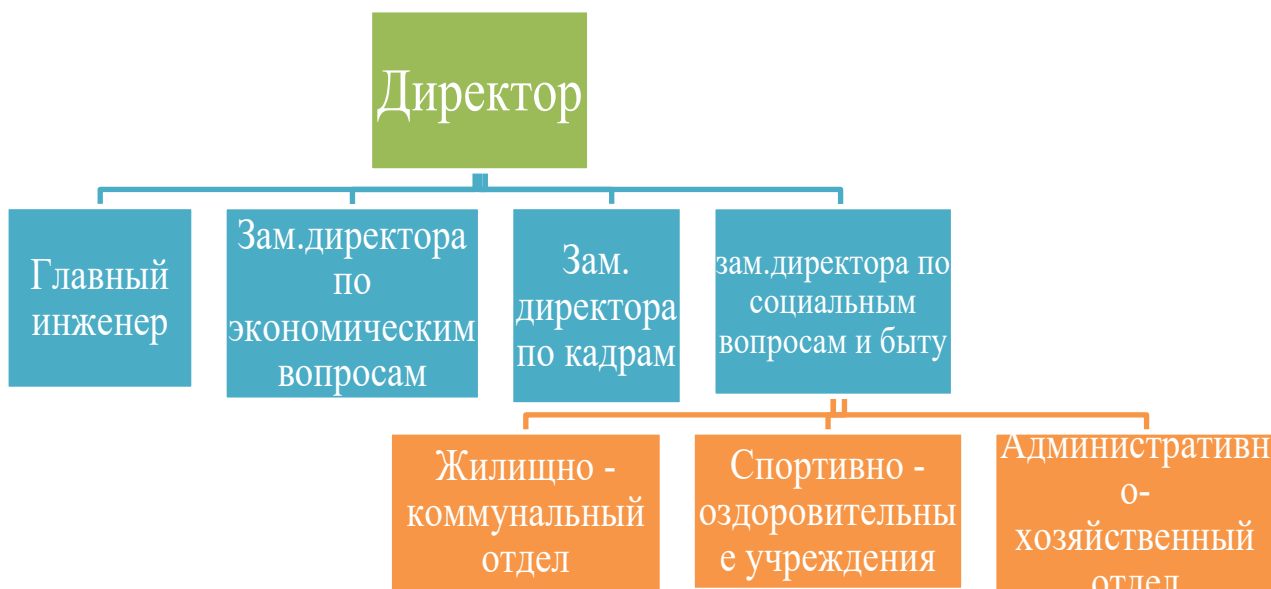 Директор
Главный
инженер
Зам.директора
по
экономическим
вопросам
Зам.
директора
по кадрам
зам.директора по
социальным
вопросам и быту
Жилищно -
коммунальный
отдел
Спортивно -
оздоровительны
е учреждения
Административн
о-
хозяйственный
отдел